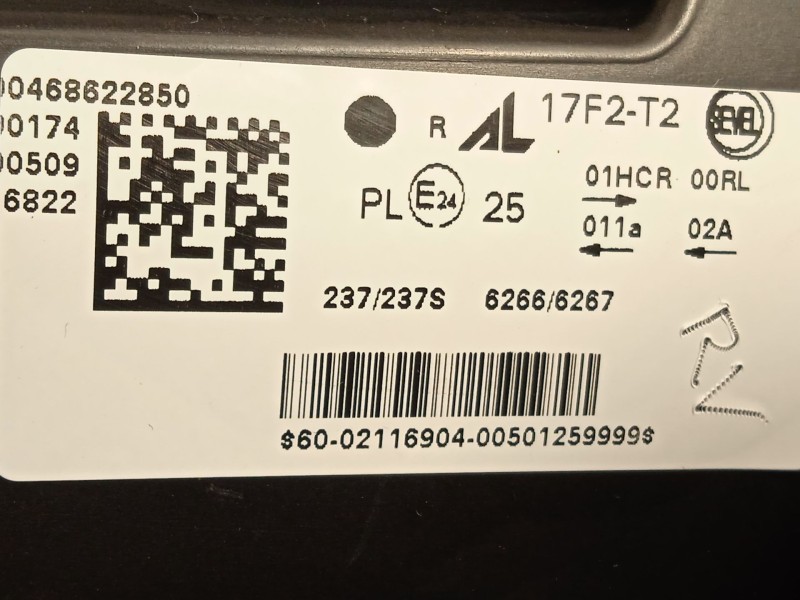 00468622850
00174
00509
6822
R AL 17F2-T2 SEVEL
01HCR 00RL
PL E24 25
011a 02A
237/237S 6266/6267
$60-02116904-00501259999$